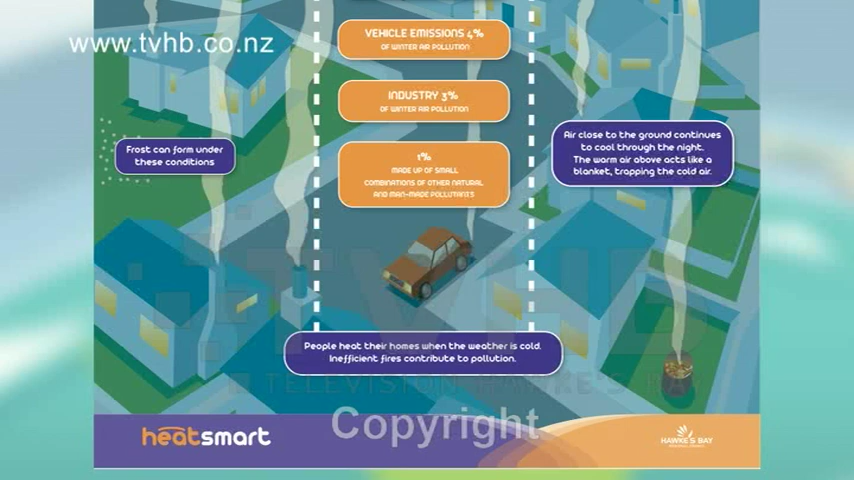 www.tvhb.co.nz
VEHICLE EMISSIONS 4%
OF WINTER AIR POLLUTION
INDUSTRY 3%
OF WINTER AIR POLLUTION
1%
MADE UP OF SMALL
COMBINATIONS OF OTHER NATURAL
AND MAN-MADE POLLUTANTS
Frost can form under
these conditions
Air close to the ground continues
to cool through the night.
The warm air above acts like a
blanket, trapping the cold air.
TVHB
TELEVISION HAWKE'S BAY
People heat their homes when the weather is cold.
Inefficient fires contribute to pollution.
Copyright
heatsmart
HAWKE'S BAY